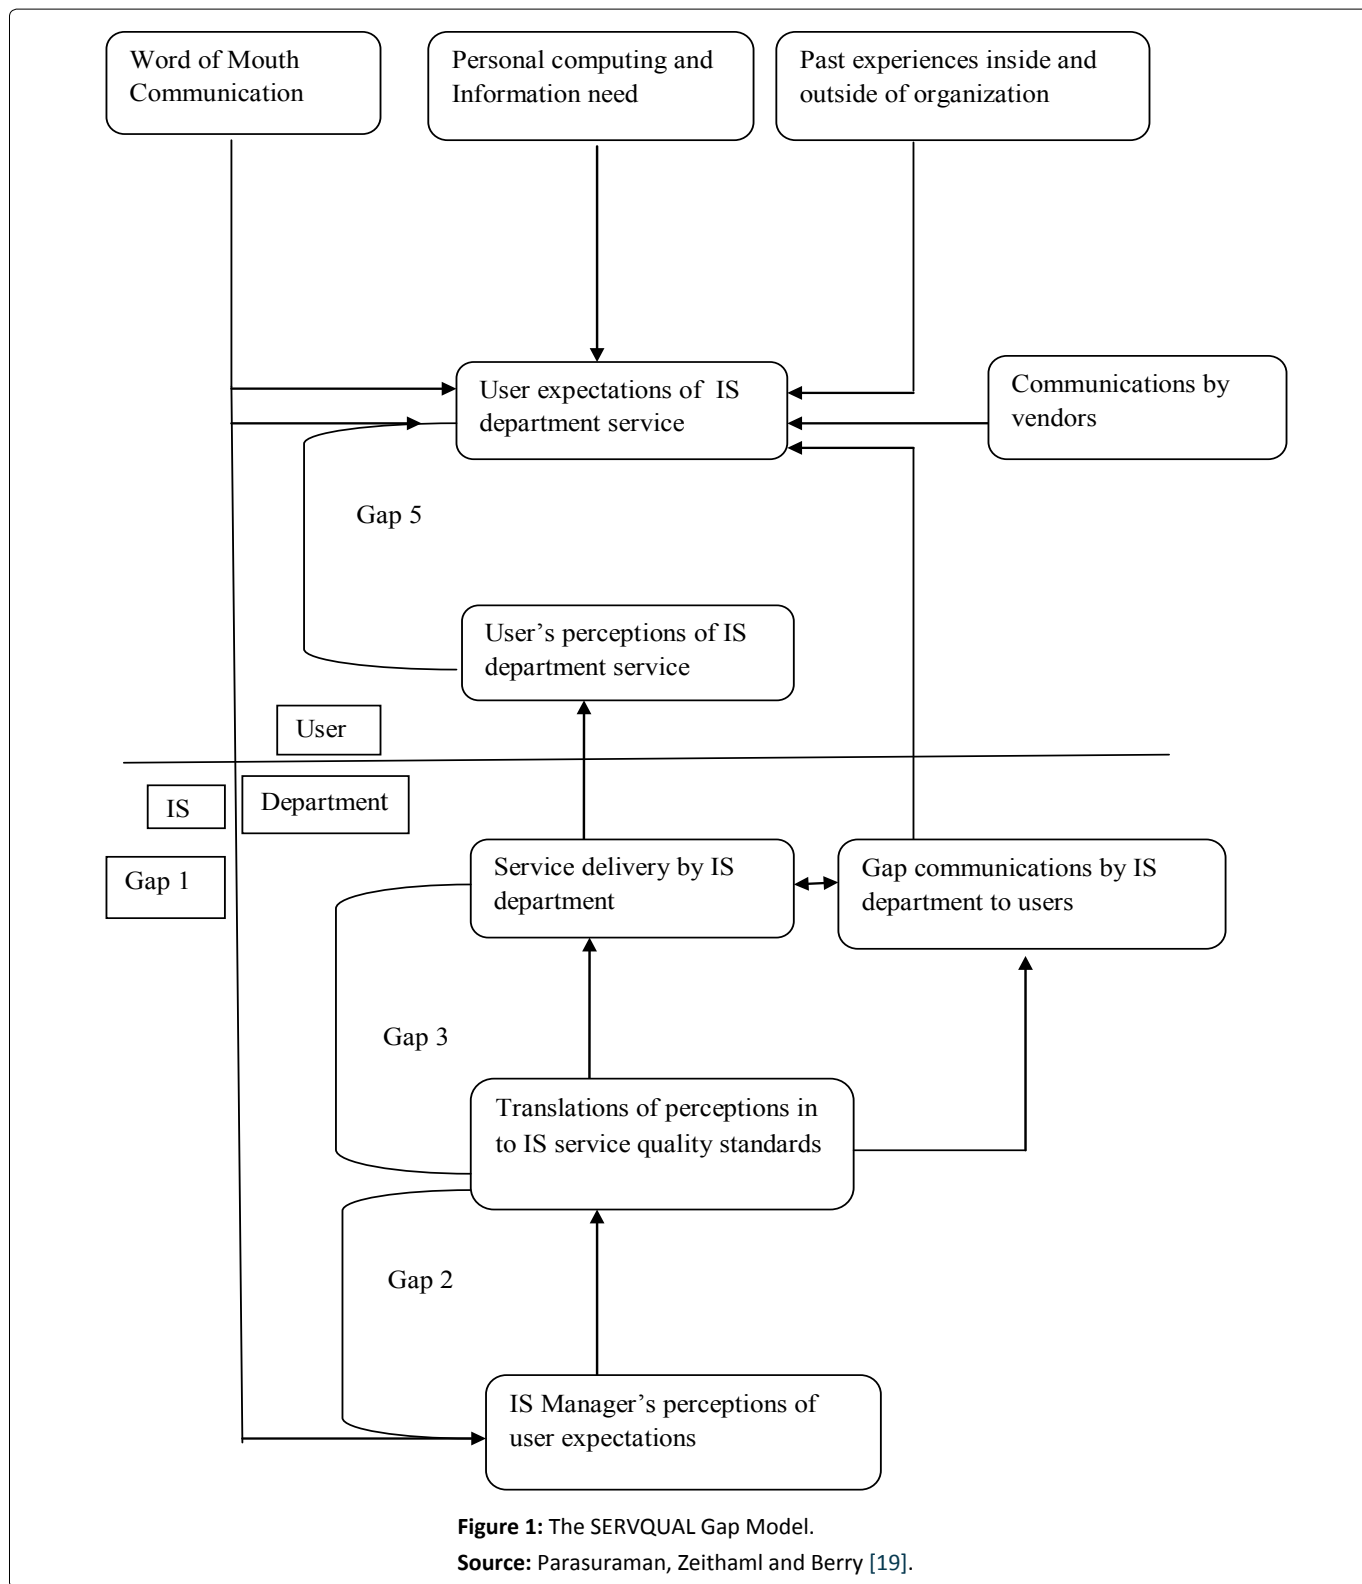 Word of Mouth
Communication
Personal computing and
Information need
Past experiences inside and
outside of organization
User expectations of IS
department service
Communications by
vendors
Gap 5
User’s perceptions of IS
department service
User
IS
Department
Gap 1
Service delivery by IS
department
Gap communications by IS
department to users
Gap 3
Translations of perceptions in
to IS service quality standards
Gap 2
IS Manager’s perceptions of
user expectations
Figure 1: The SERVQUAL Gap Model.
Source: Parasuraman, Zeithaml and Berry [19].